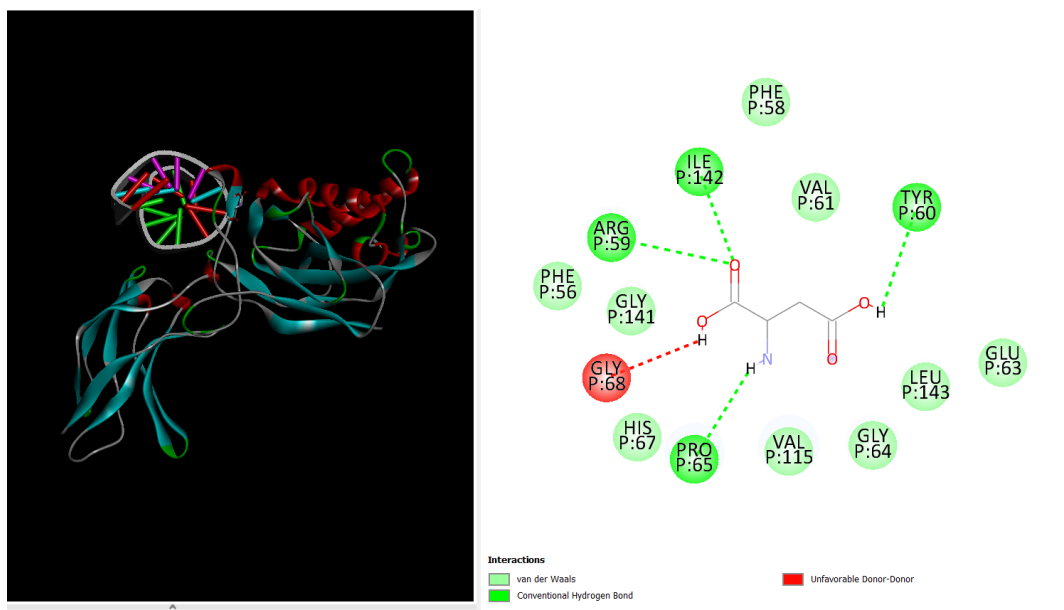 PHE
P:58
ILE
P:142
VAL
P:61
TYR
P:60
ARG
P:59
O
PHE
P:56
GLY
P:141
O
H
O
H
GLY
P:68
H
N
O
GLU
P:63
LEU
P:143
HIS
P:67
PRO
P:65
VAL
P:115
GLY
P:64
Interactions
van der Waals
Conventional Hydrogen Bond
Unfavorable Donor-Donor